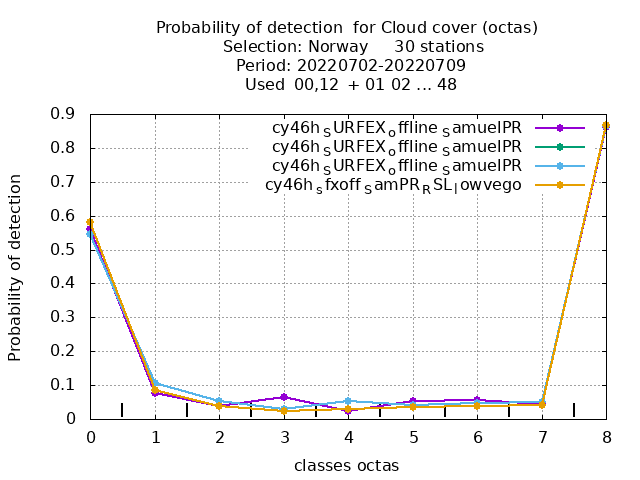 Probability of detection for Cloud cover (octas)
Selection: Norway 30 stations
Period: 20220702-20220709
Used 00,12 + 01 02 ... 48
0.9
0.8
0.7
0.6
0.5
0.4
0.3
0.2
0.1
0
Probability of detection
cy46h_SURFEX_offline_SamuelPR
cy46h_SURFEX_offline_SamuelPR
cy46h_SURFEX_offline_SamuelPR
cy46h_sfxoff_SamPR_RSL_lowvego
0 1 2 3 4 5 6 7 8
classes octas